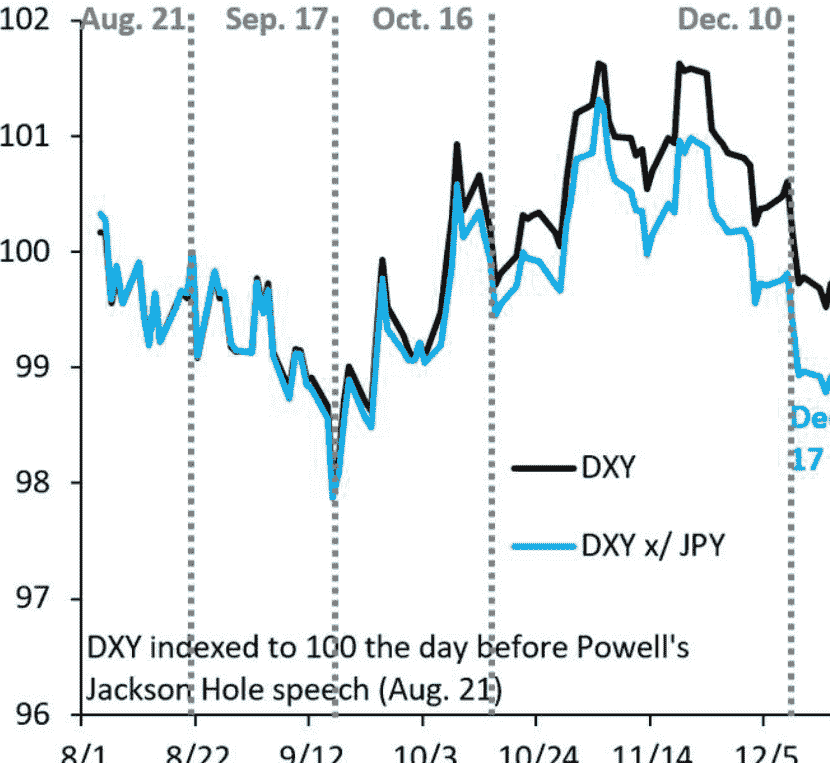 102
Aug. 21
Sep. 17
Oct. 16
Dec. 10
101
100
99
98
97
96
De
17
DXY
DXY x/ JPY
DXY indexed to 100 the day before Powell's
Jackson Hole speech (Aug. 21)
8/1
8/22
9/12
10/3
10/24
11/14
12/5